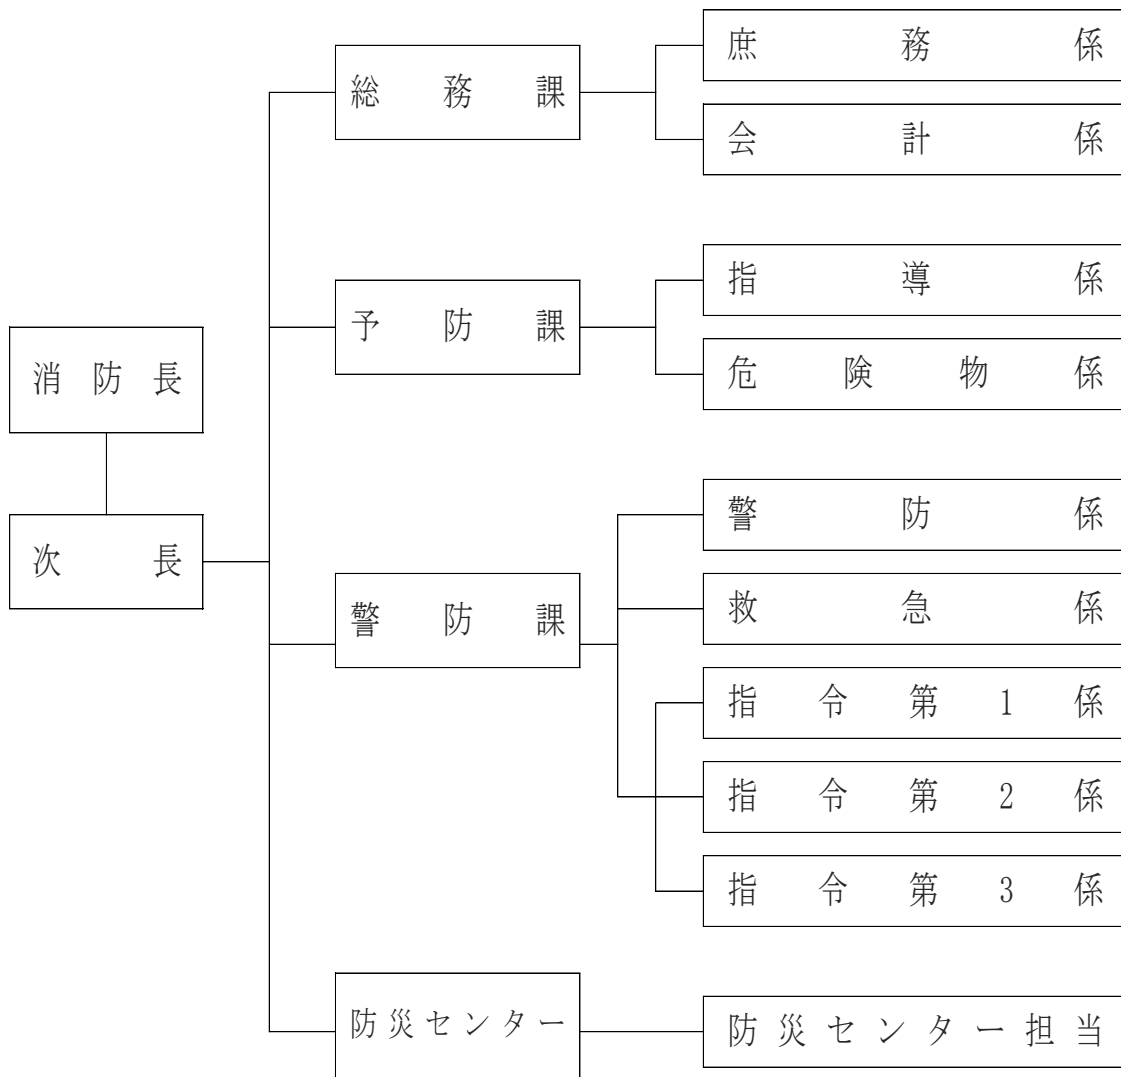 消防長
次長
総務課
庶務係
会計係
予防課
指導係
危険物係
警防課
警防係
救急係
指令第1係
指令第2係
指令第3係
防災センター
防災センター担当